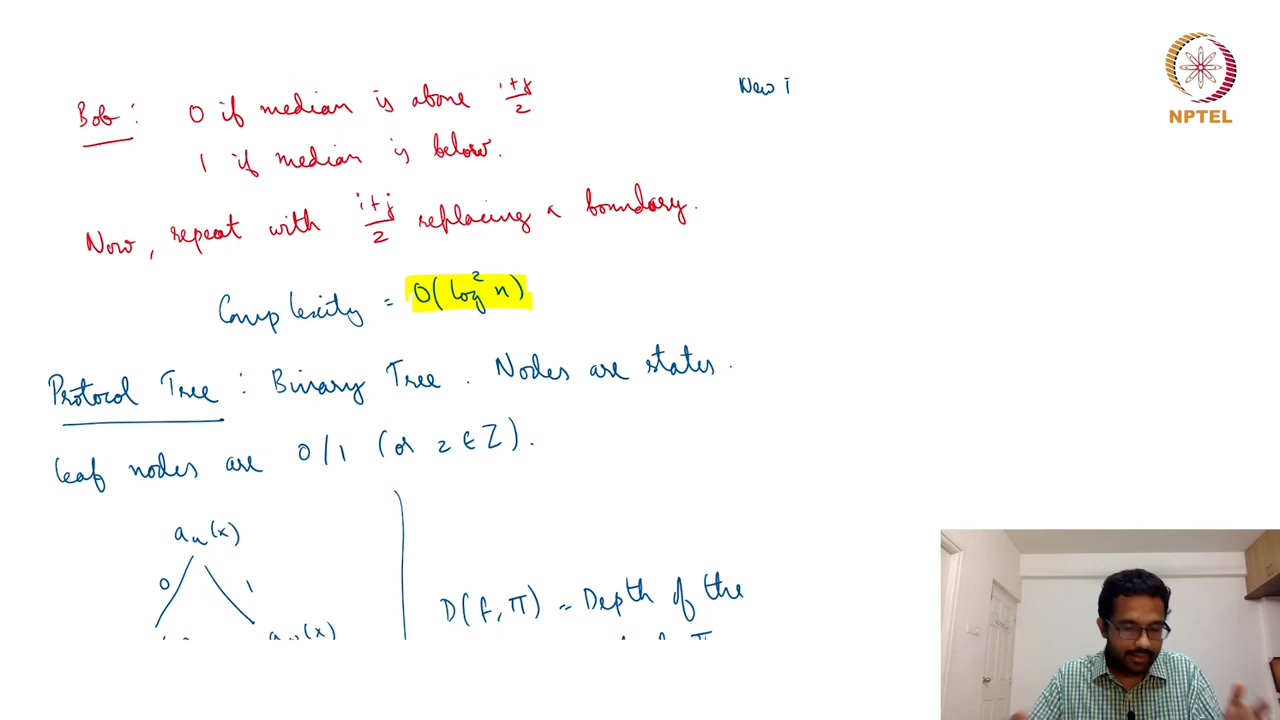 Bob : 0 if median is above i+j/2
1 if median is below.
Now, repeat with i+j/2 replacing a boundary.
Complexity = O(log² n)
Protocol Tree : Binary Tree. Nodes are states.
leaf nodes are 0/1 (or z ∈ Z).
a_u(x)
0 1
D(f, π) = Depth of the
New
NPTEL